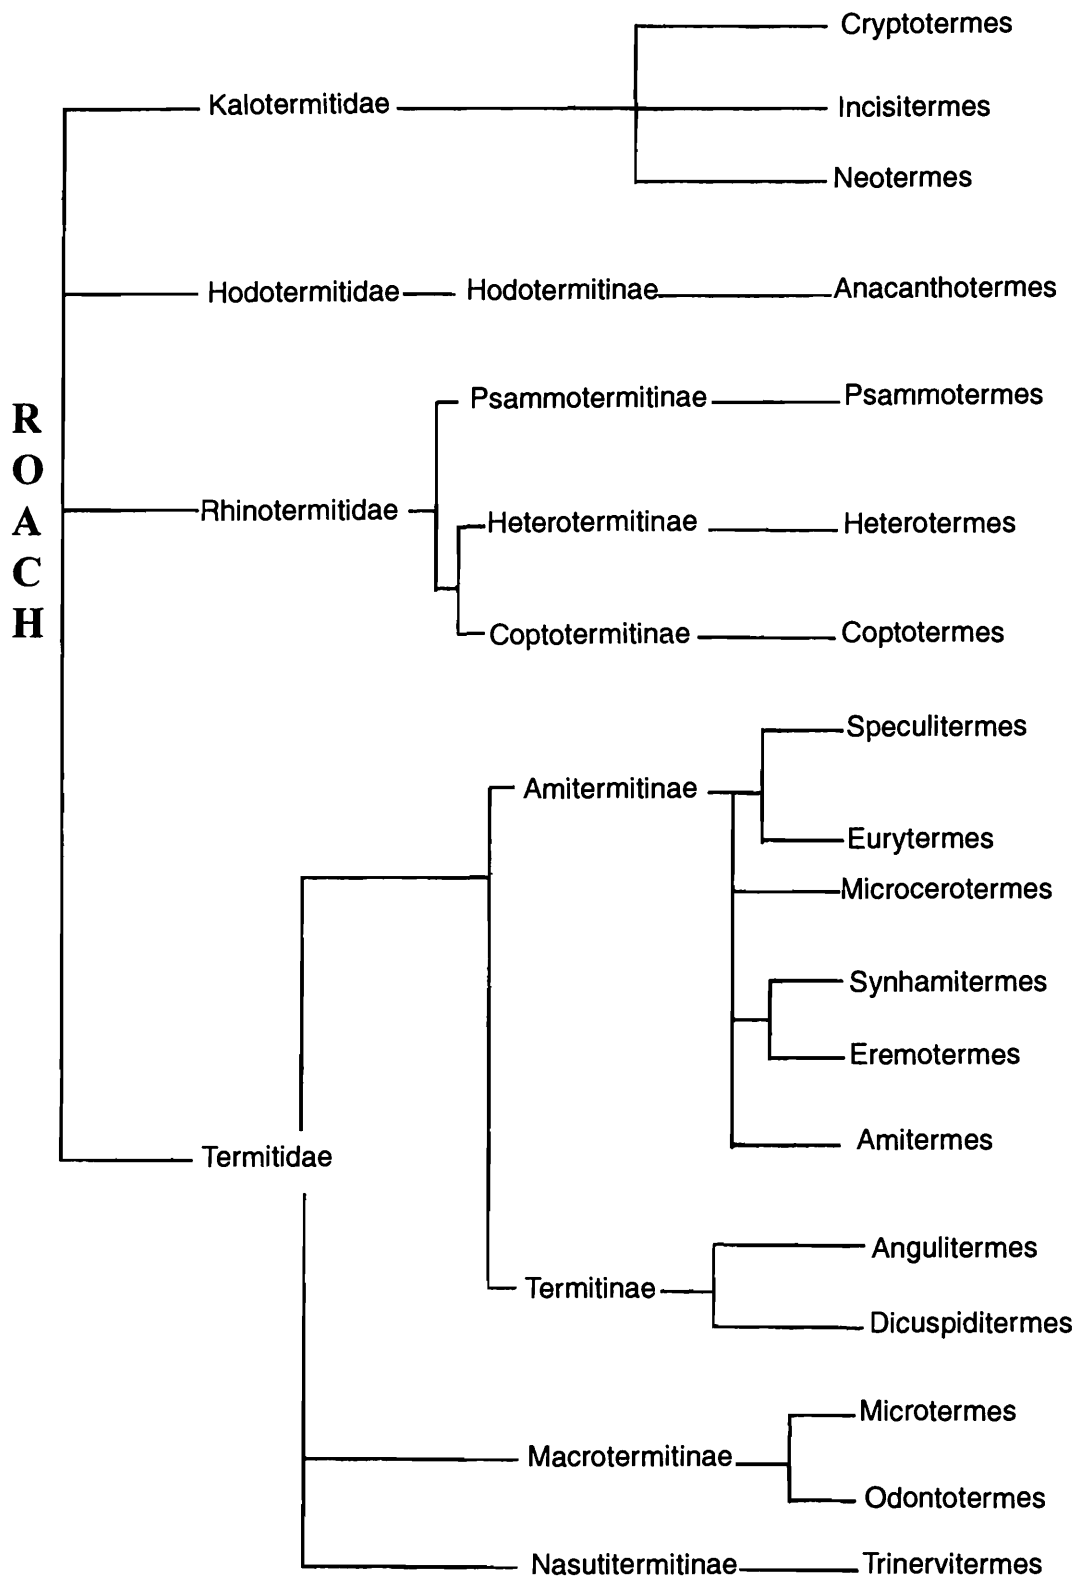 Cryptotermes
Kalotermitidae
Incisitermes
Neotermes
Hodotermitidae Hodotermitinae Anacanthotermes
ROACH
Psammotermitinae Psammotermes
Rhinotermitidae
Heterotermitinae Heterotermes
Coptotermitinae Coptotermes
Speculitermes
Amitermitinae
Eurytermes
Microcerotermes
Synhamitermes
Eremotermes
Amitermes
Termitidae
Angulitermes
Termitinae
Dicuspiditermes
Microtermes
Macrotermitinae
Odontotermes
Nasutitermitinae Trinervitermes